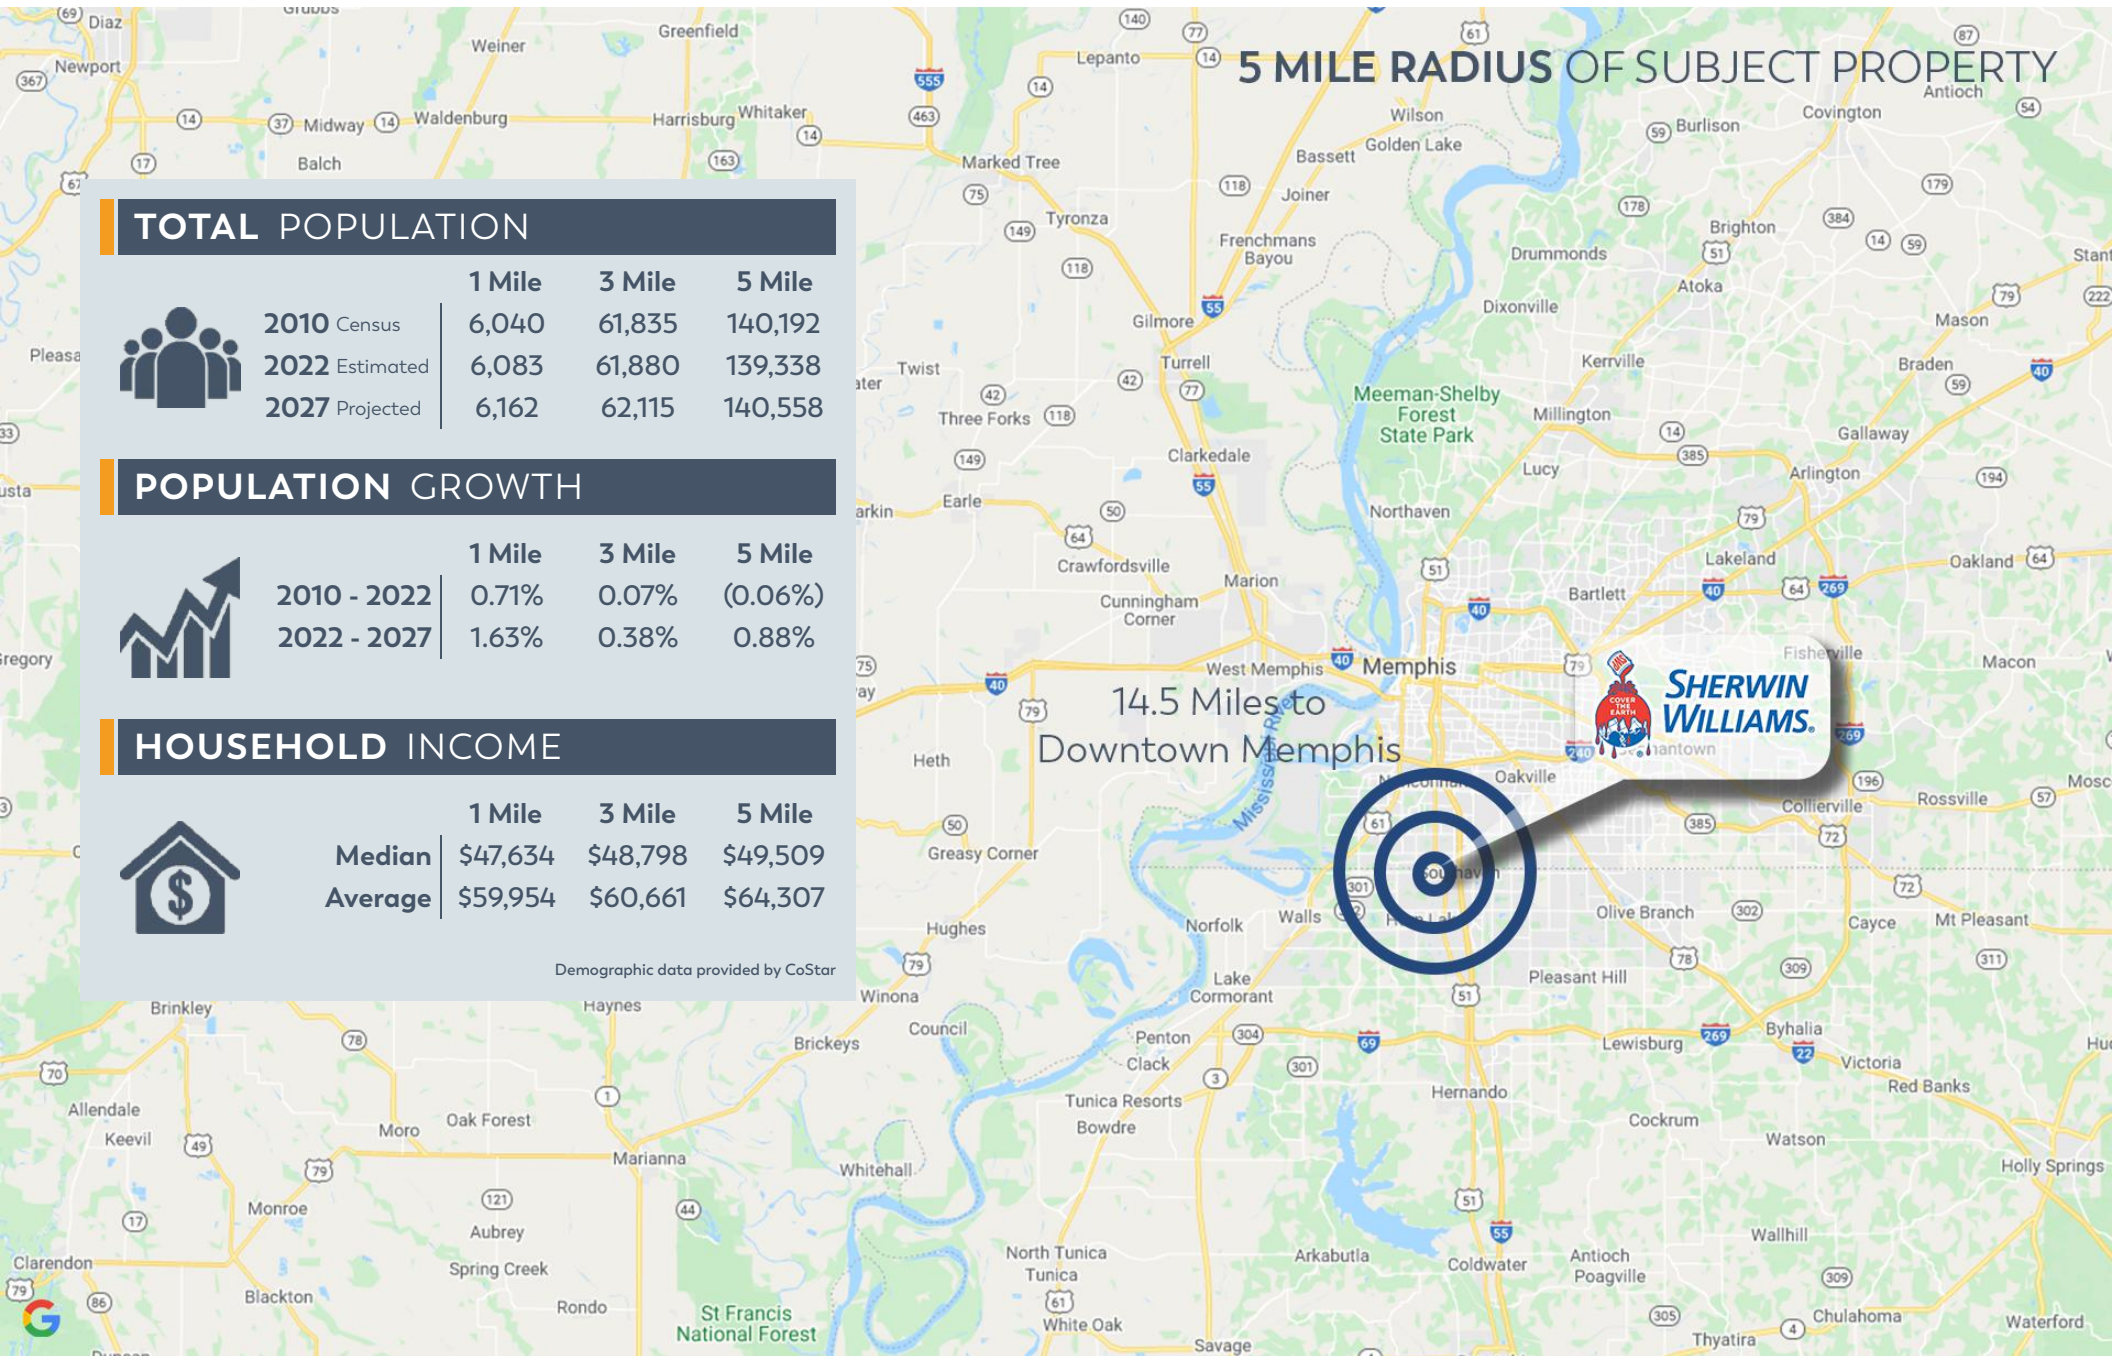 5 MILE RADIUS OF SUBJECT PROPERTY
TOTAL POPULATION
1 Mile 3 Mile 5 Mile
2010 Census 6,040 61,835 140,192
2022 Estimated 6,083 61,880 139,338
2027 Projected 6,162 62,115 140,558
POPULATION GROWTH
1 Mile 3 Mile 5 Mile
2010 - 2022 0.71% 0.07% (0.06%)
2022 - 2027 1.63% 0.38% 0.88%
HOUSEHOLD INCOME
1 Mile 3 Mile 5 Mile
Median $47,634 $48,798 $49,509
Average $59,954 $60,661 $64,307
Demographic data provided by CoStar
14.5 Miles to
Downtown Memphis
COVER
THE
EARTH
SHERWIN
WILLIAMS.
Diaz
Newport
Weiner
Greenfield
Lepanto
Midway
Waldenburg
Harrisburg
Whitaker
Balch
Marked Tree
Tyronza
Wilson
Golden Lake
Bassett
Joiner
Frenchmans
Bayou
Burlison
Covington
Antioch
Brighton
Drummonds
Atoka
Dixonville
Mason
Gilmore
Turrell
Twist
Three Forks
Kerrville
Braden
Meeman-Shelby
Forest
State Park
Millington
Gallaway
Clarkedale
Lucy
Arlington
Earle
Northaven
Crawfordsville
Marion
Lakeland
Oakland
Cunningham
Corner
Bartlett
West Memphis
Memphis
Fisherville
Macon
Heth
Oakville
Collierville
Rossville
Greasy Corner
Hughes
Norfolk
Walls
Olive Branch
Cayce
Mt Pleasant
Lake
Cormorant
Pleasant Hill
Winona
Brinkley
Haynes
Council
Brickeys
Penton
Clack
Lewisburg
Byhalia
Victoria
Red Banks
Hernando
Tunica Resorts
Bowdre
Allendale
Keevil
Moro
Oak Forest
Marianna
Whitehall
Cockrum
Watson
Holly Springs
Monroe
Aubrey
Spring Creek
Clarendon
Blackton
Rondo
St Francis
National Forest
North Tunica
Tunica
White Oak
Savage
Arkabutla
Coldwater
Antioch
Poagville
Wallhill
Chulahoma
Thyatira
Waterford